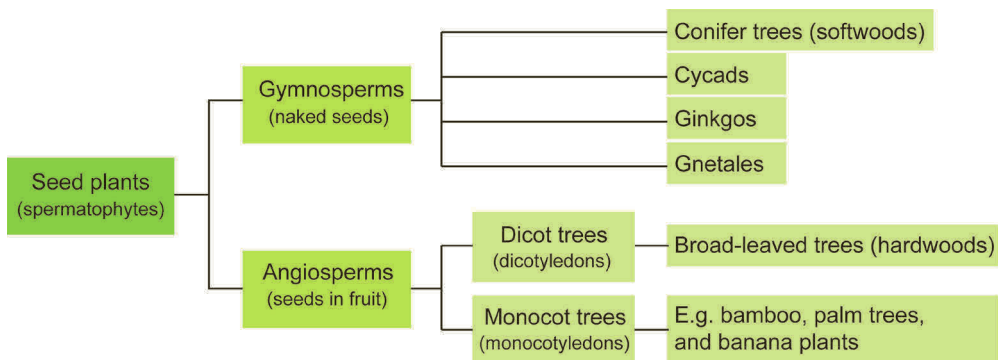 Seed plants
(spermatophytes)
Gymnosperms
(naked seeds)
Conifer trees (softwoods)
Cycads
Ginkgos
Gnetales
Angiosperms
(seeds in fruit)
Dicot trees
(dicotyledons)
Broad-leaved trees (hardwoods)
Monocot trees
(monocotyledons)
E.g. bamboo, palm trees,
and banana plants